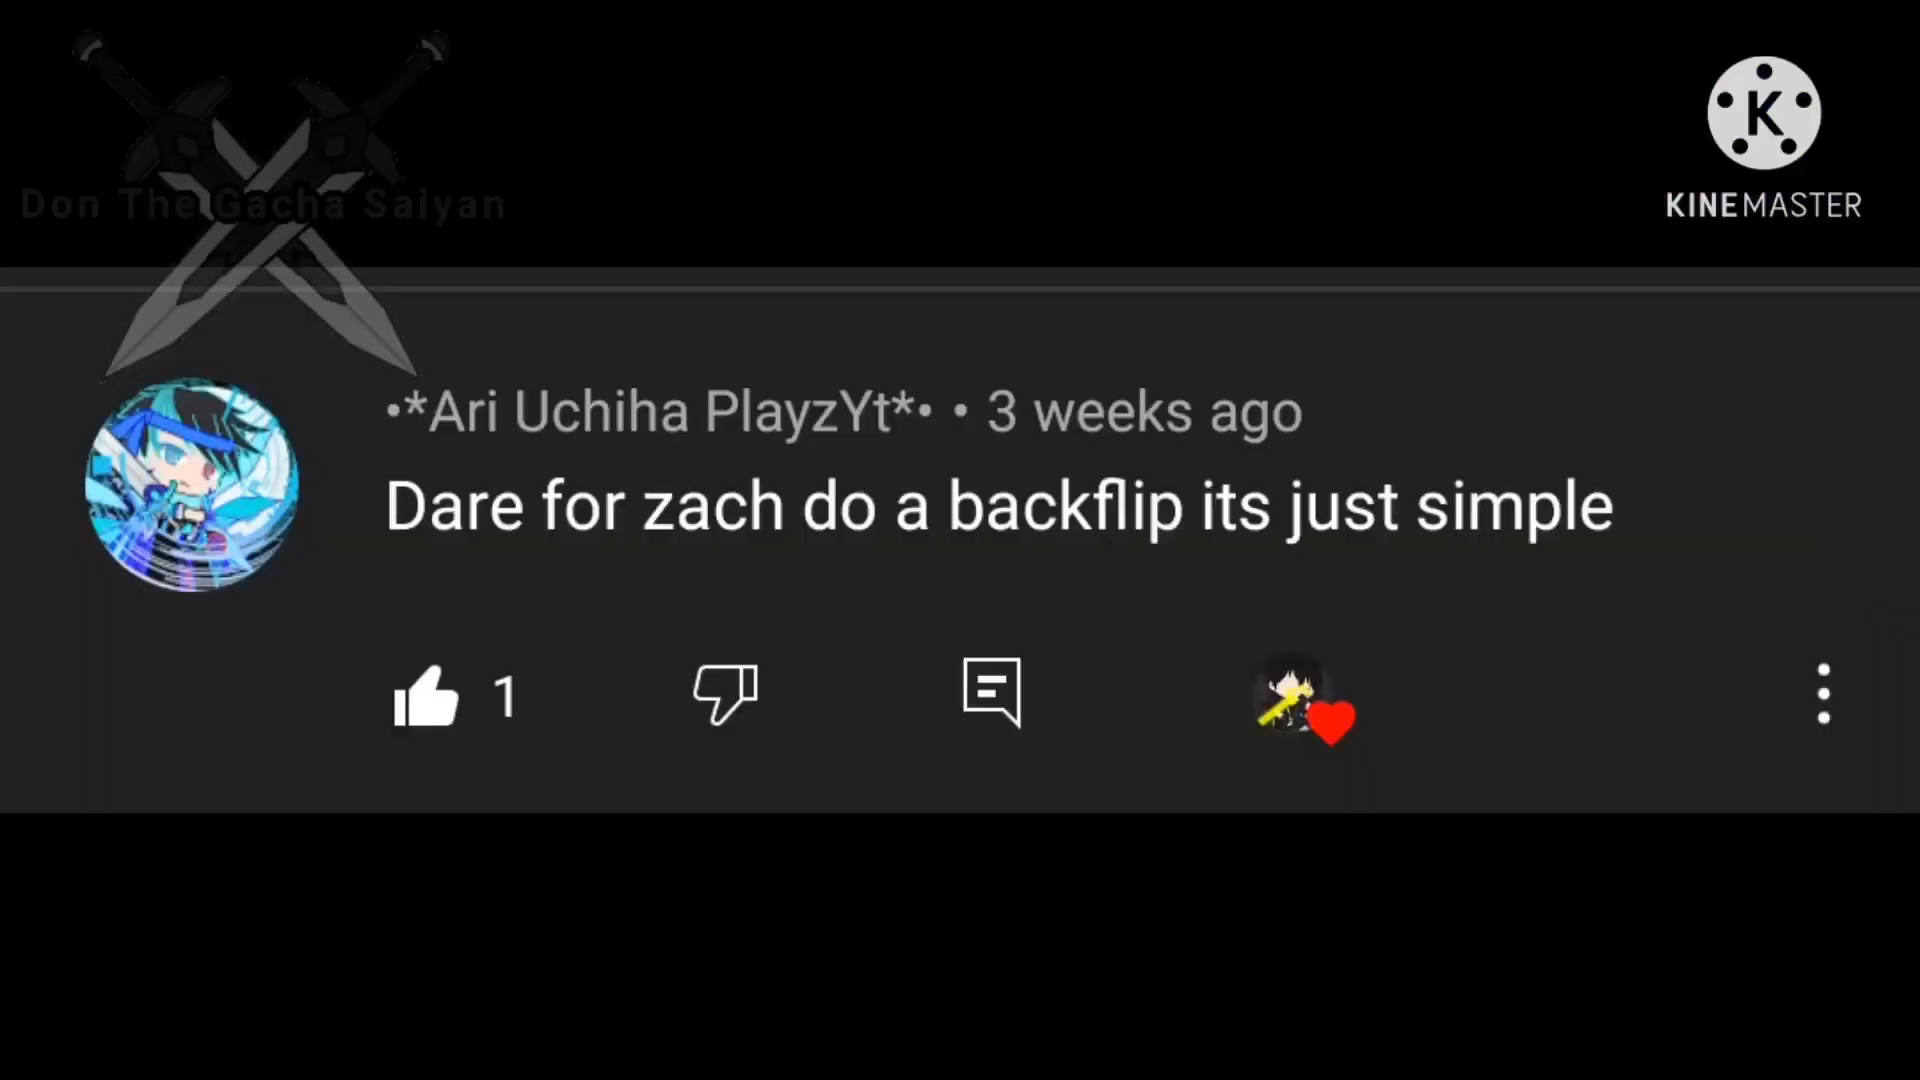 K
KINEMASTER
Don The Gacha Saiyan
•*Ari Uchiha PlayzYt*• • 3 weeks ago
Dare for zach do a backflip its just simple
1